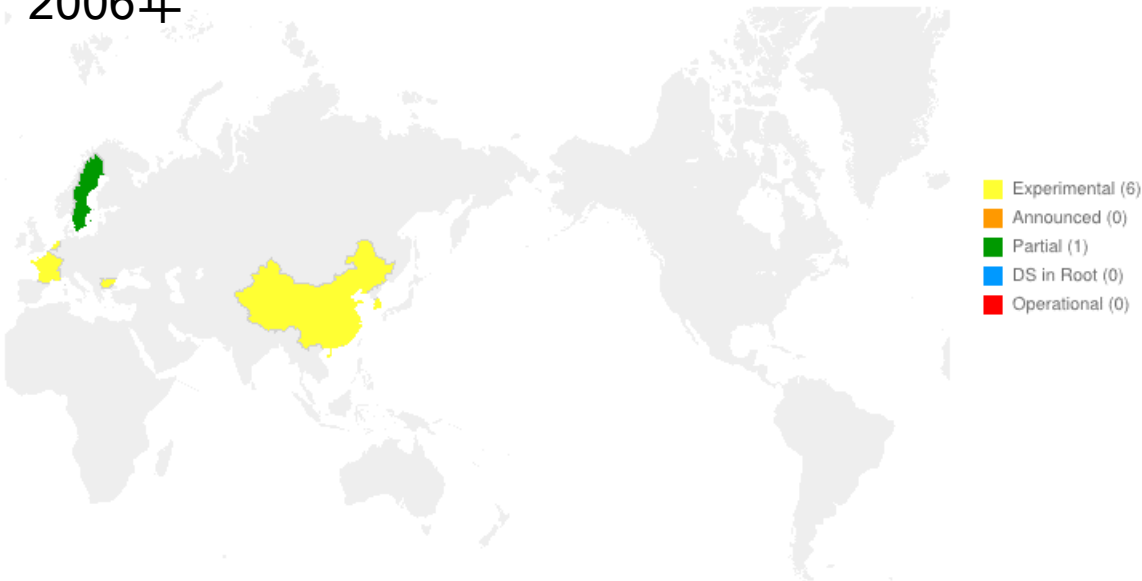 2006年
Experimental (6)
Announced (0)
Partial (1)
DS in Root (0)
Operational (0)